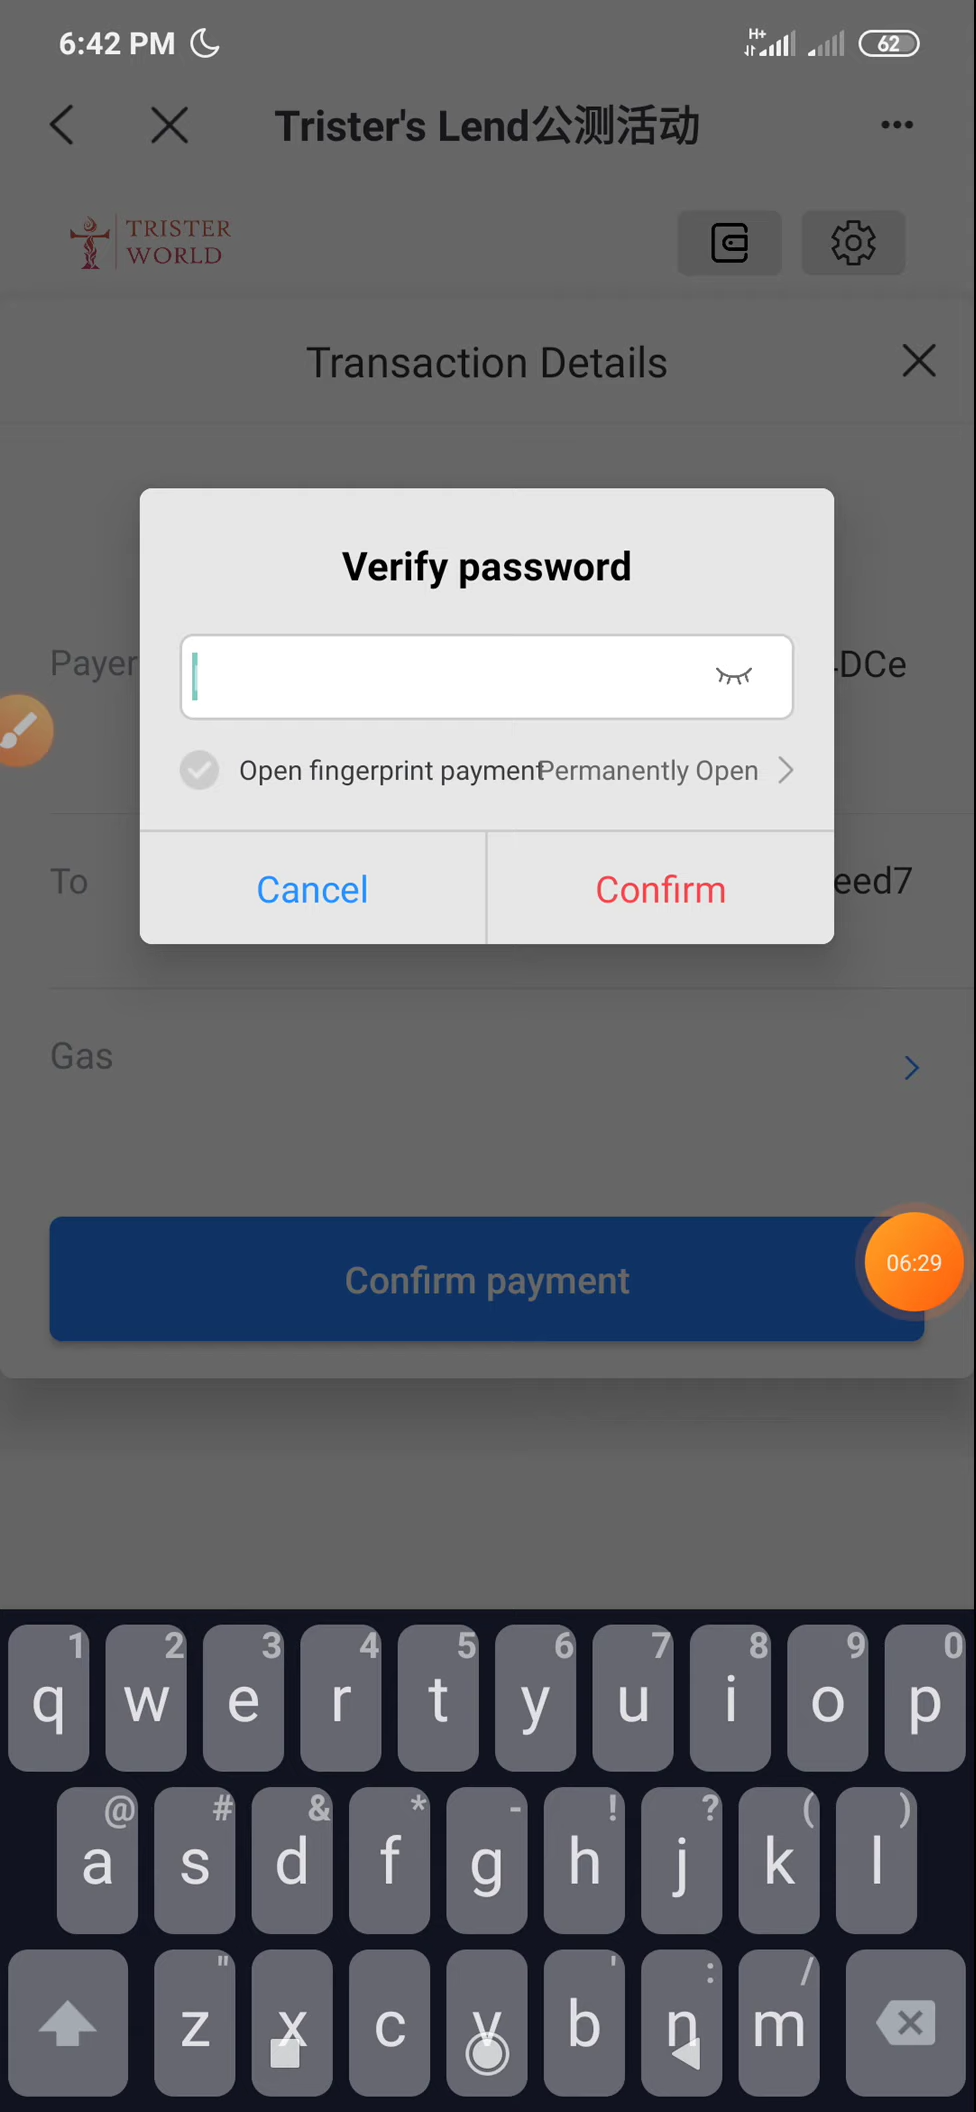 6:42 PM
H+
62
Tristers's Lend公测活动
TRISTER
WORLD
Transaction Details
Verify password
Payer
DCe
Open fingerprint payment
Permanently Open
To
eed7
Cancel
Confirm
Gas
Confirm payment
06:29
1 2 3 4 5 6 7 8 9 0
q w e r t y u i o p
@ # & * - ! ? ( )
a s d f g h j k l
" ' : /
z x c v b n m